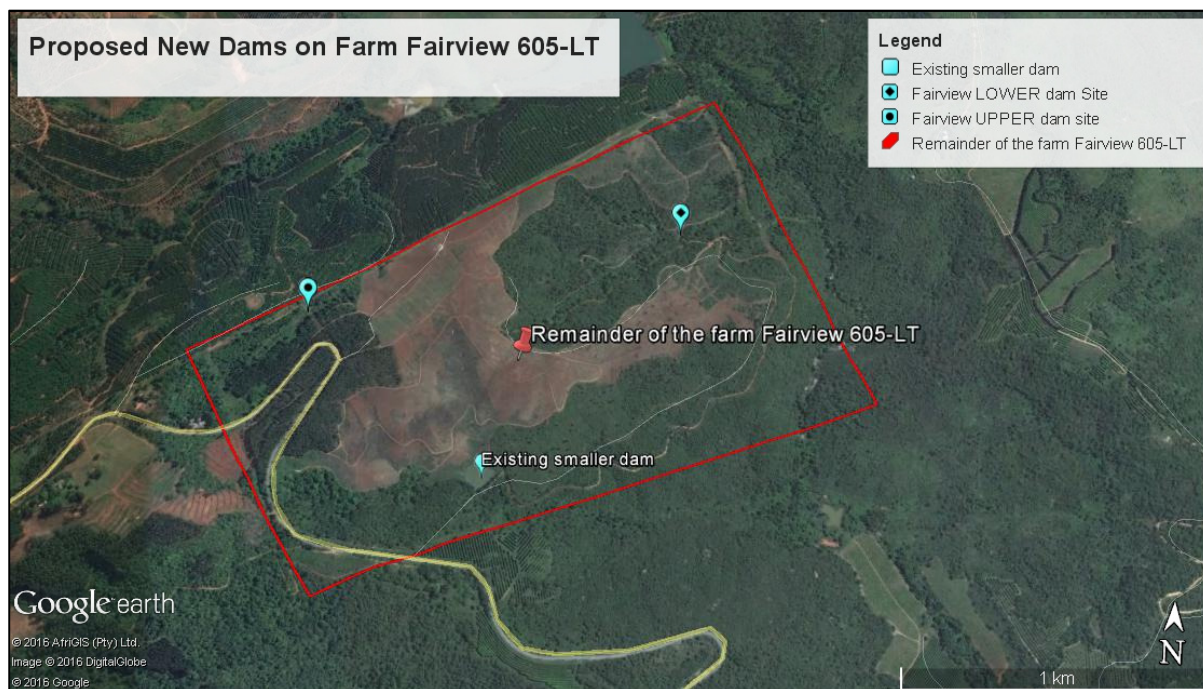 Proposed New Dams on Farm Fairview 605-LT
Legend
Existing smaller dam
Fairview LOWER dam Site
Fairview UPPER dam site
Remainder of the farm Fairview 605-LT
Remainder of the farm Fairview 605-LT
Existing smaller dam
Google earth
© 2016 AfriGIS (Pty) Ltd.
Image © 2016 DigitalGlobe
© 2016 Google
N
1 km